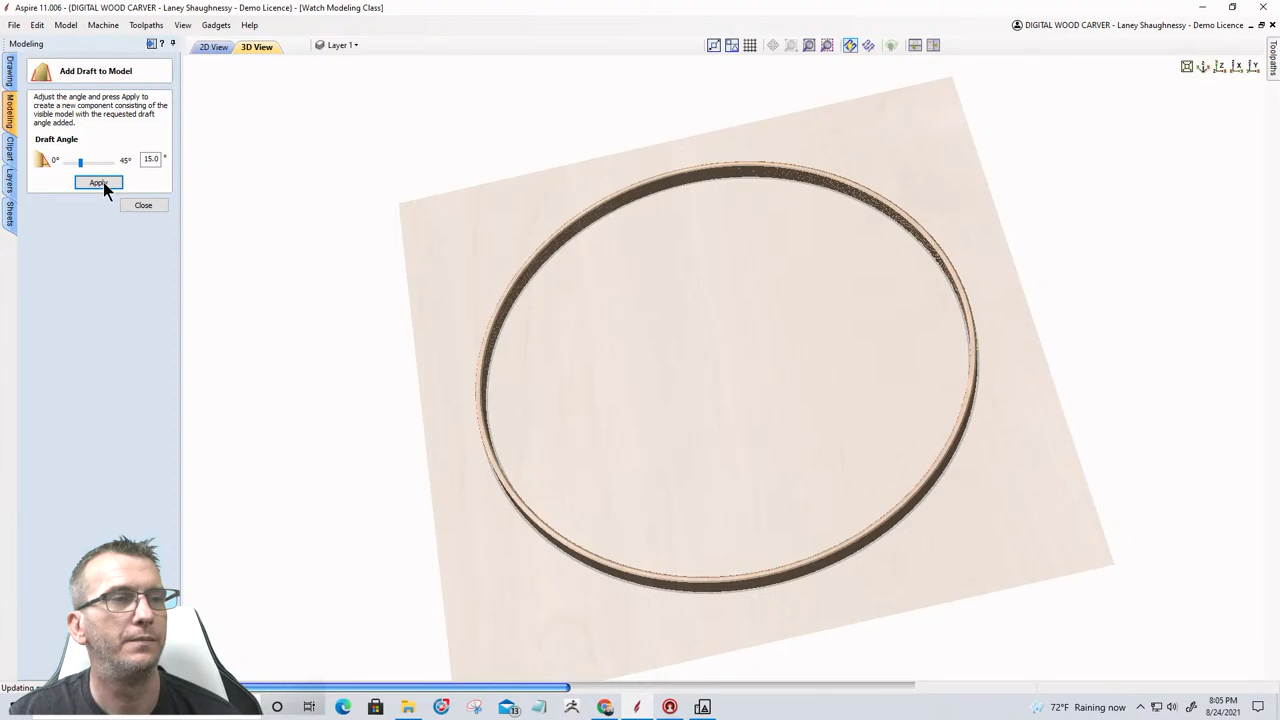 Aspire 11.006 - (DIGITAL WOOD CARVER - Laney Shaughnessy - Demo Licence) - [Watch Modeling Class]
File Edit Model Machine Toolpaths View Gadgets Help
DIGITAL WOOD CARVER - Laney Shaughnessy - Demo Licence
Modeling
2D View 3D View Layer 1
Toolpaths
Drawing
Modeling
Clipart
Layers
Sheets
Add Draft to Model
Adjust the angle and press Apply to
create a new component consisting of the
visible model with the requested draft
angle added.
Draft Angle
0° 45° 15.0 °
Apply
Close
Z Z X Y
Updating
13
72°F Raining now
8:05 PM
8/24/2021